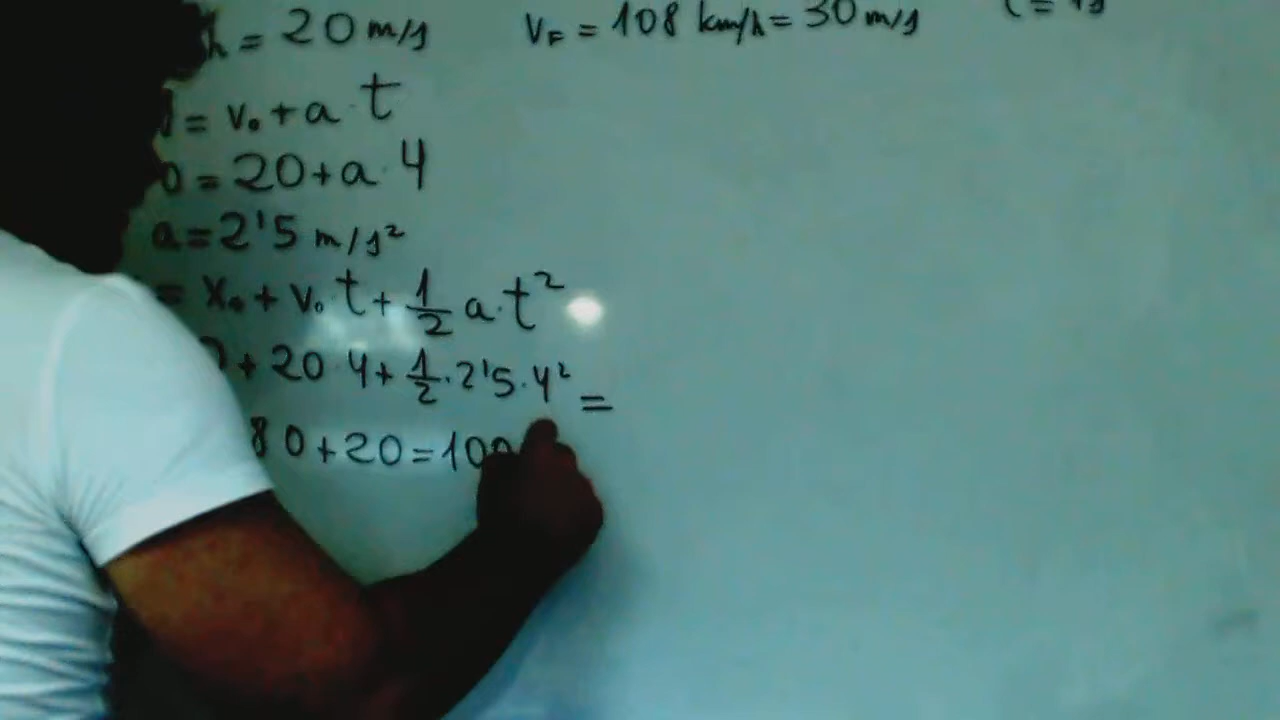 h = 20 m/s   V_F = 108 km/h = 30 m/s
= v₀ + a · t
0 = 20 + a · 4
a = 2'5 m/s²
= x₀ + v₀ t + 1/2 a · t²
0 + 20 · 4 + 1/2 · 2'5 · 4² =
80 + 20 = 100